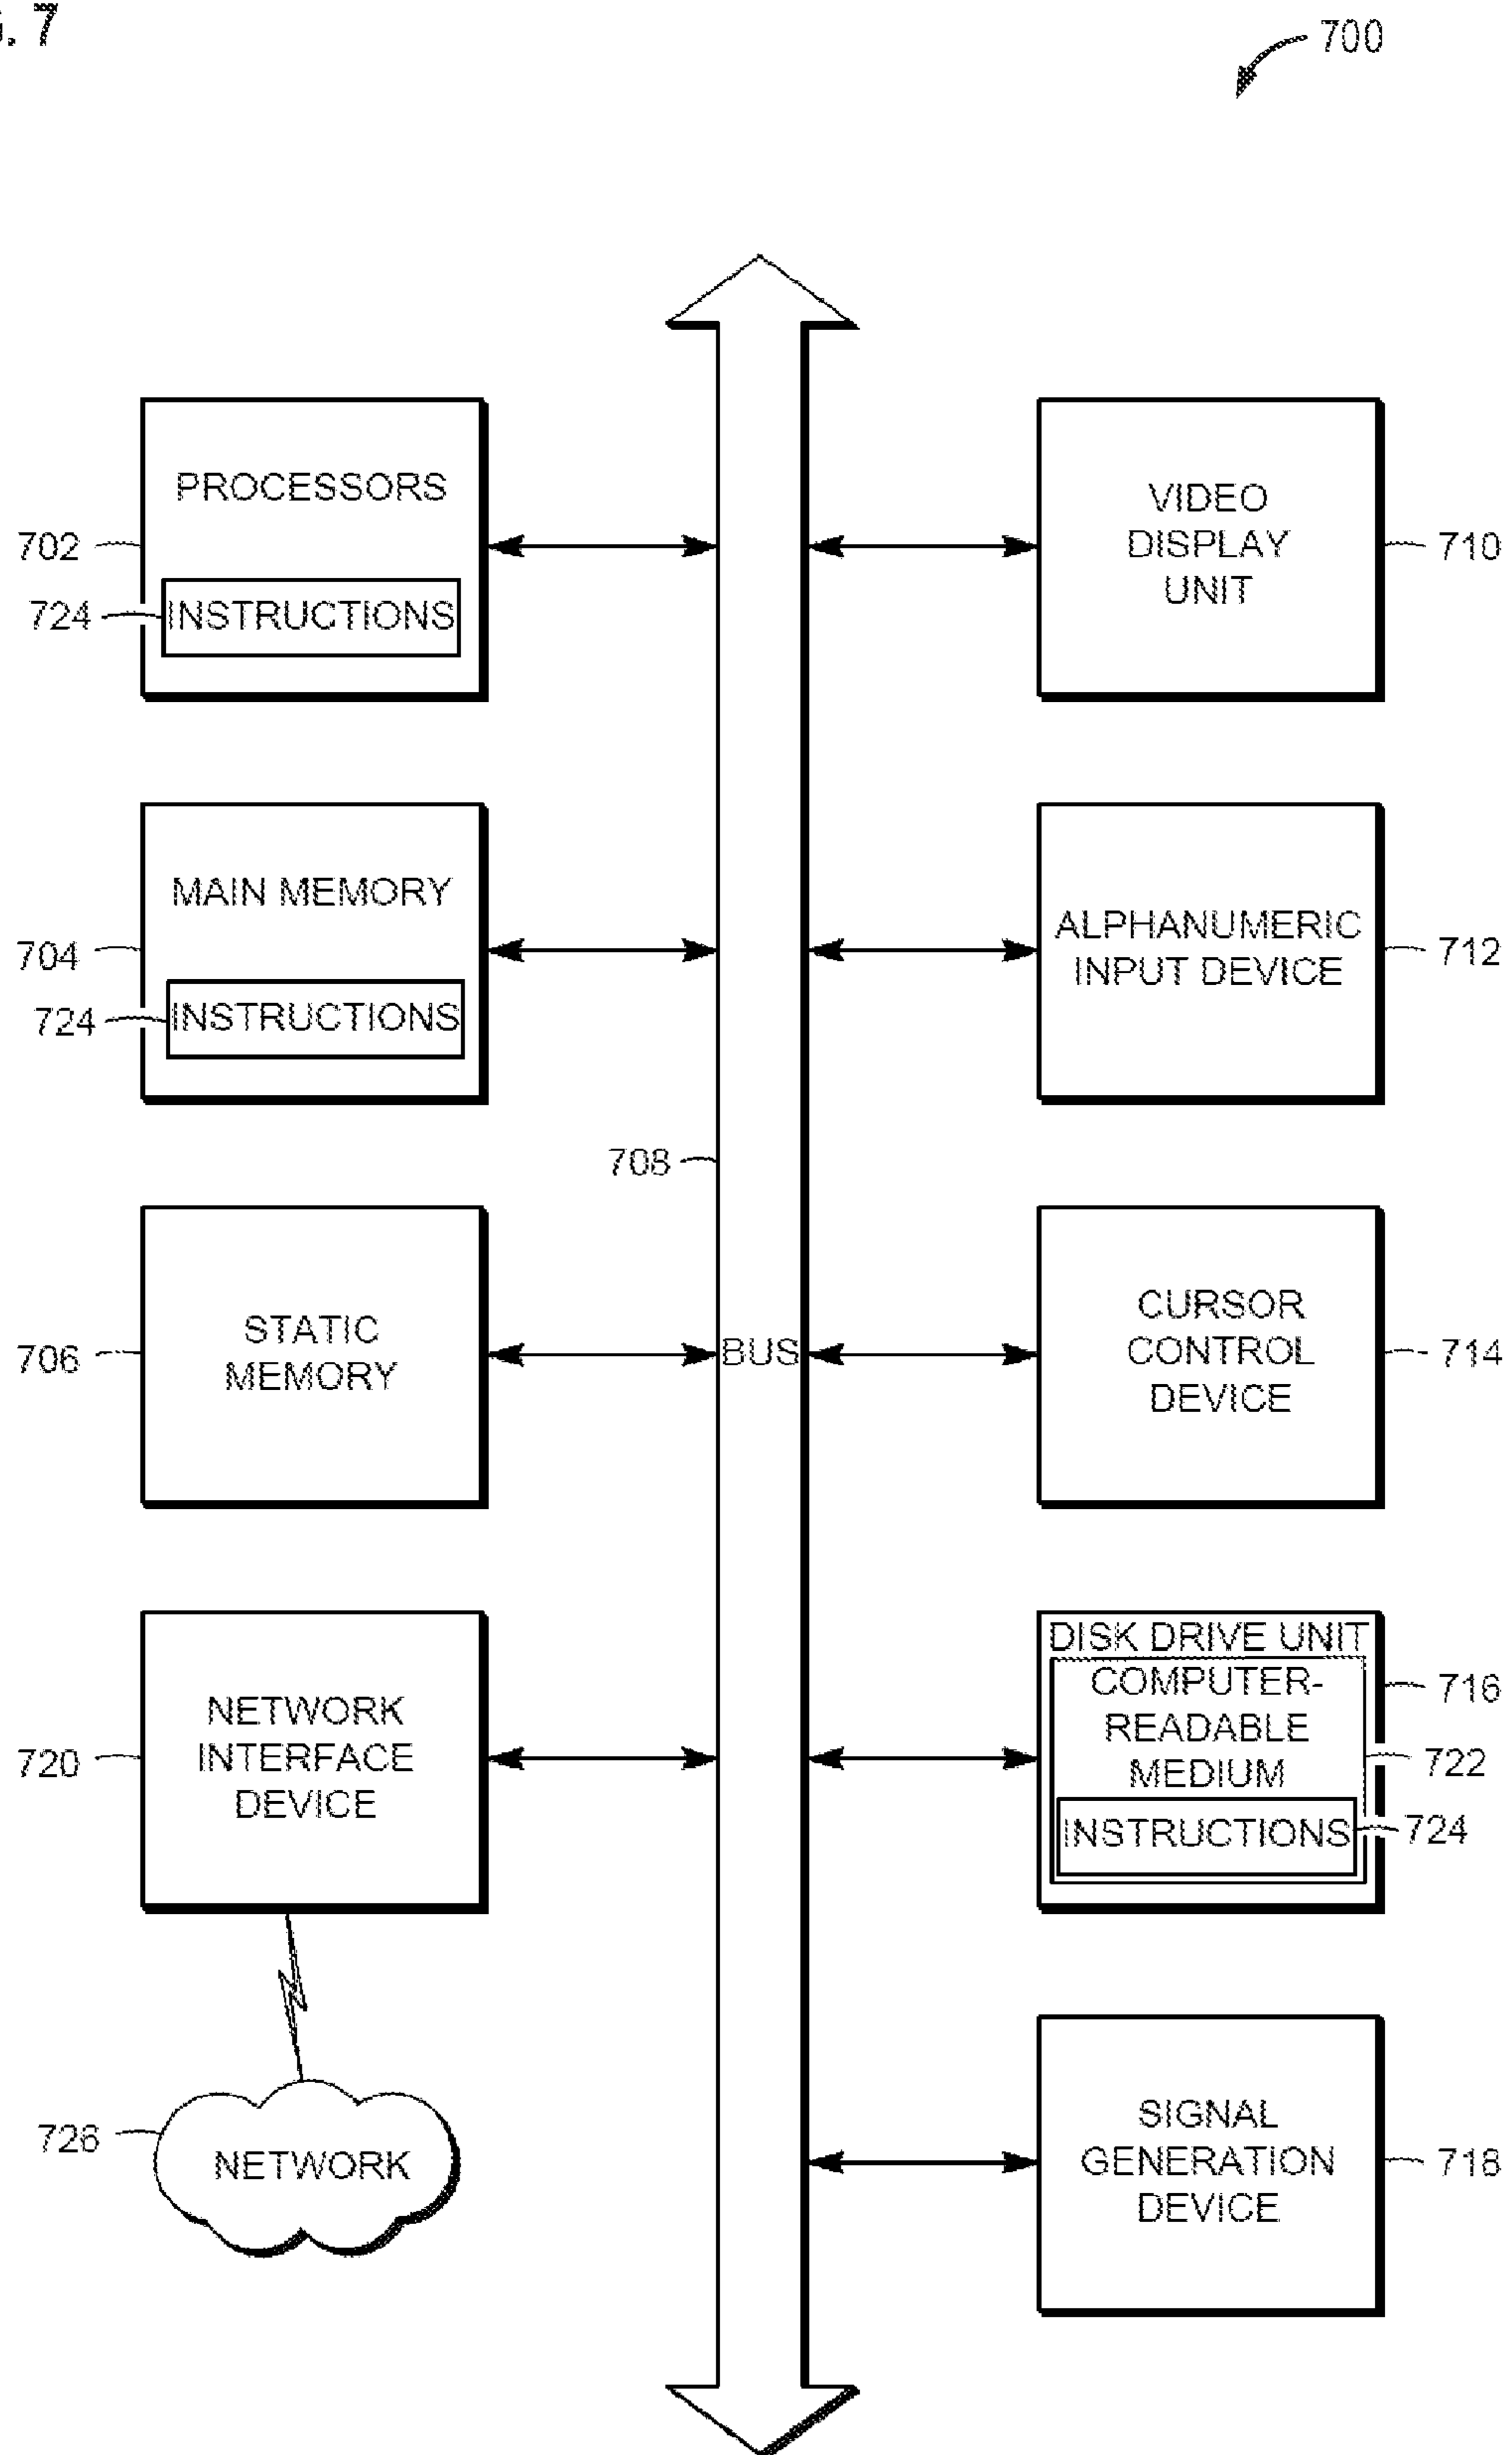 . 7
700
PROCESSORS
702
724
INSTRUCTIONS
VIDEO
DISPLAY
UNIT
710
MAIN MEMORY
704
724
INSTRUCTIONS
ALPHANUMERIC
INPUT DEVICE
712
708
STATIC
MEMORY
706
BUS
CURSOR
CONTROL
DEVICE
714
NETWORK
INTERFACE
DEVICE
720
DISK DRIVE UNIT
COMPUTER-
READABLE
MEDIUM
INSTRUCTIONS
716
722
724
726
NETWORK
SIGNAL
GENERATION
DEVICE
718